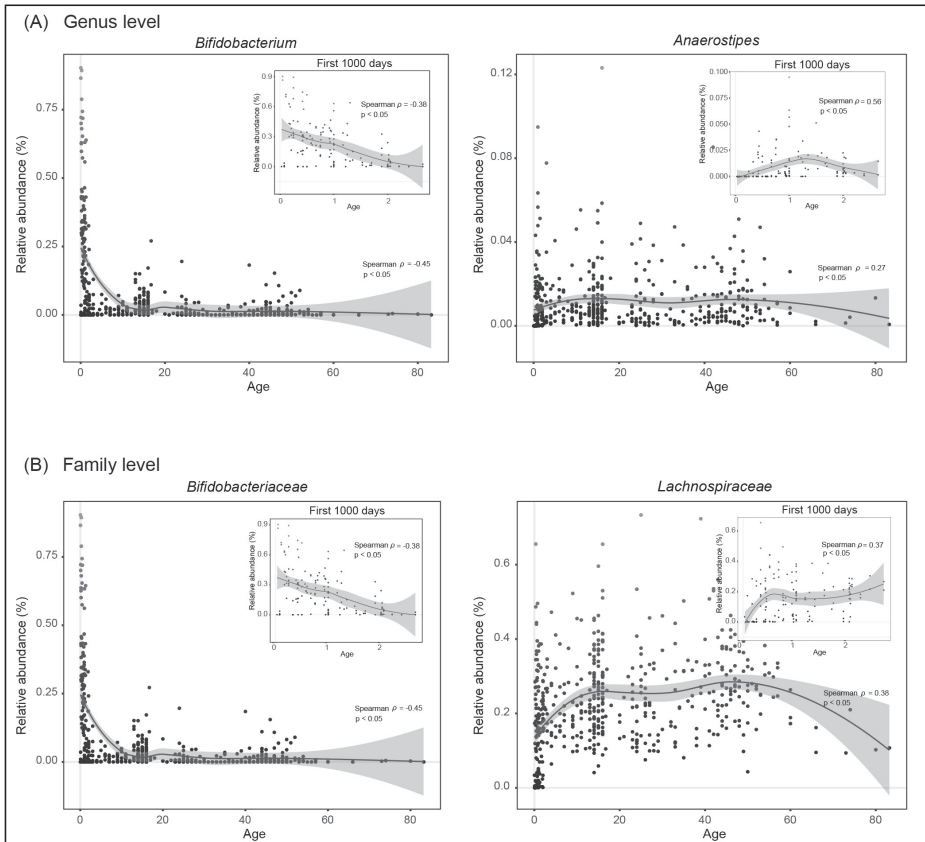 (A) Genus level
Bifidobacterium
First 1000 days
Relative abundance (%)
0.9
0.6
0.3
0.0
Spearman ρ = -0.38
p < 0.05
0
1
2
Age
Relative abundance (%)
0.75
0.50
0.25
0.00
Spearman ρ = -0.45
p < 0.05
0
20
40
60
80
Age
Anaerostipes
First 1000 days
Relative abundance (%)
0.100
0.075
0.050
0.025
0.000
Spearman ρ = 0.56
p < 0.05
0
1
2
Age
Relative abundance (%)
0.12
0.08
0.04
0.00
Spearman ρ = 0.27
p < 0.05
0
20
40
60
80
Age
(B) Family level
Bifidobacteriaceae
First 1000 days
Relative abundance (%)
0.9
0.6
0.3
0.0
Spearman ρ = -0.38
p < 0.05
0
1
2
Age
Relative abundance (%)
0.75
0.50
0.25
0.00
Spearman ρ = -0.45
p < 0.05
0
20
40
60
80
Age
Lachnospiraceae
First 1000 days
Relative abundance (%)
0.6
0.4
0.2
0.0
Spearman ρ = 0.37
p < 0.05
0
1
2
Age
Relative abundance (%)
0.6
0.4
0.2
0.0
Spearman ρ = 0.38
p < 0.05
0
20
40
60
80
Age